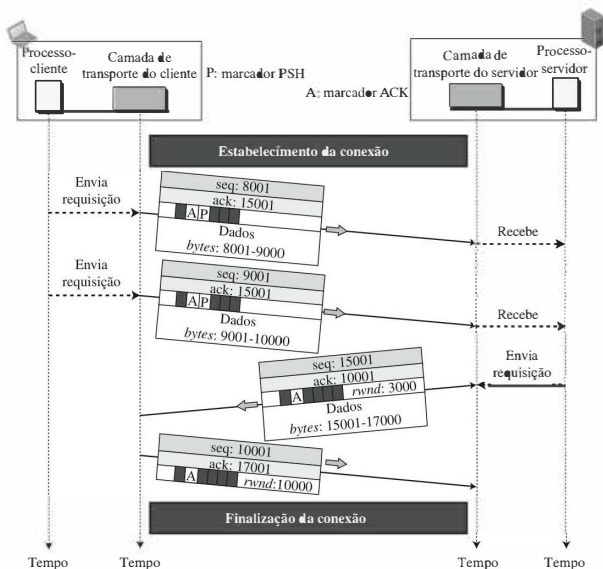 Processo-
cliente
Camada de
transporte do cliente
P: marcador PSH
A: marcador ACK
Camada de
transporte do servidor
Processo-
servidor
Estabelecimento da conexão
Envia
requisição
seq: 8001
ack: 15001
A P
Dados
bytes: 8001-9000
Recebe
Envia
requisição
seq: 9001
ack: 15001
A P
Dados
bytes: 9001-10000
Recebe
Envia
requisição
seq: 15001
ack: 10001
A
rwnd: 3000
Dados
bytes: 15001-17000
seq: 10001
ack: 17001
A
rwnd:10000
Finalização da conexão
Tempo
Tempo
Tempo
Tempo